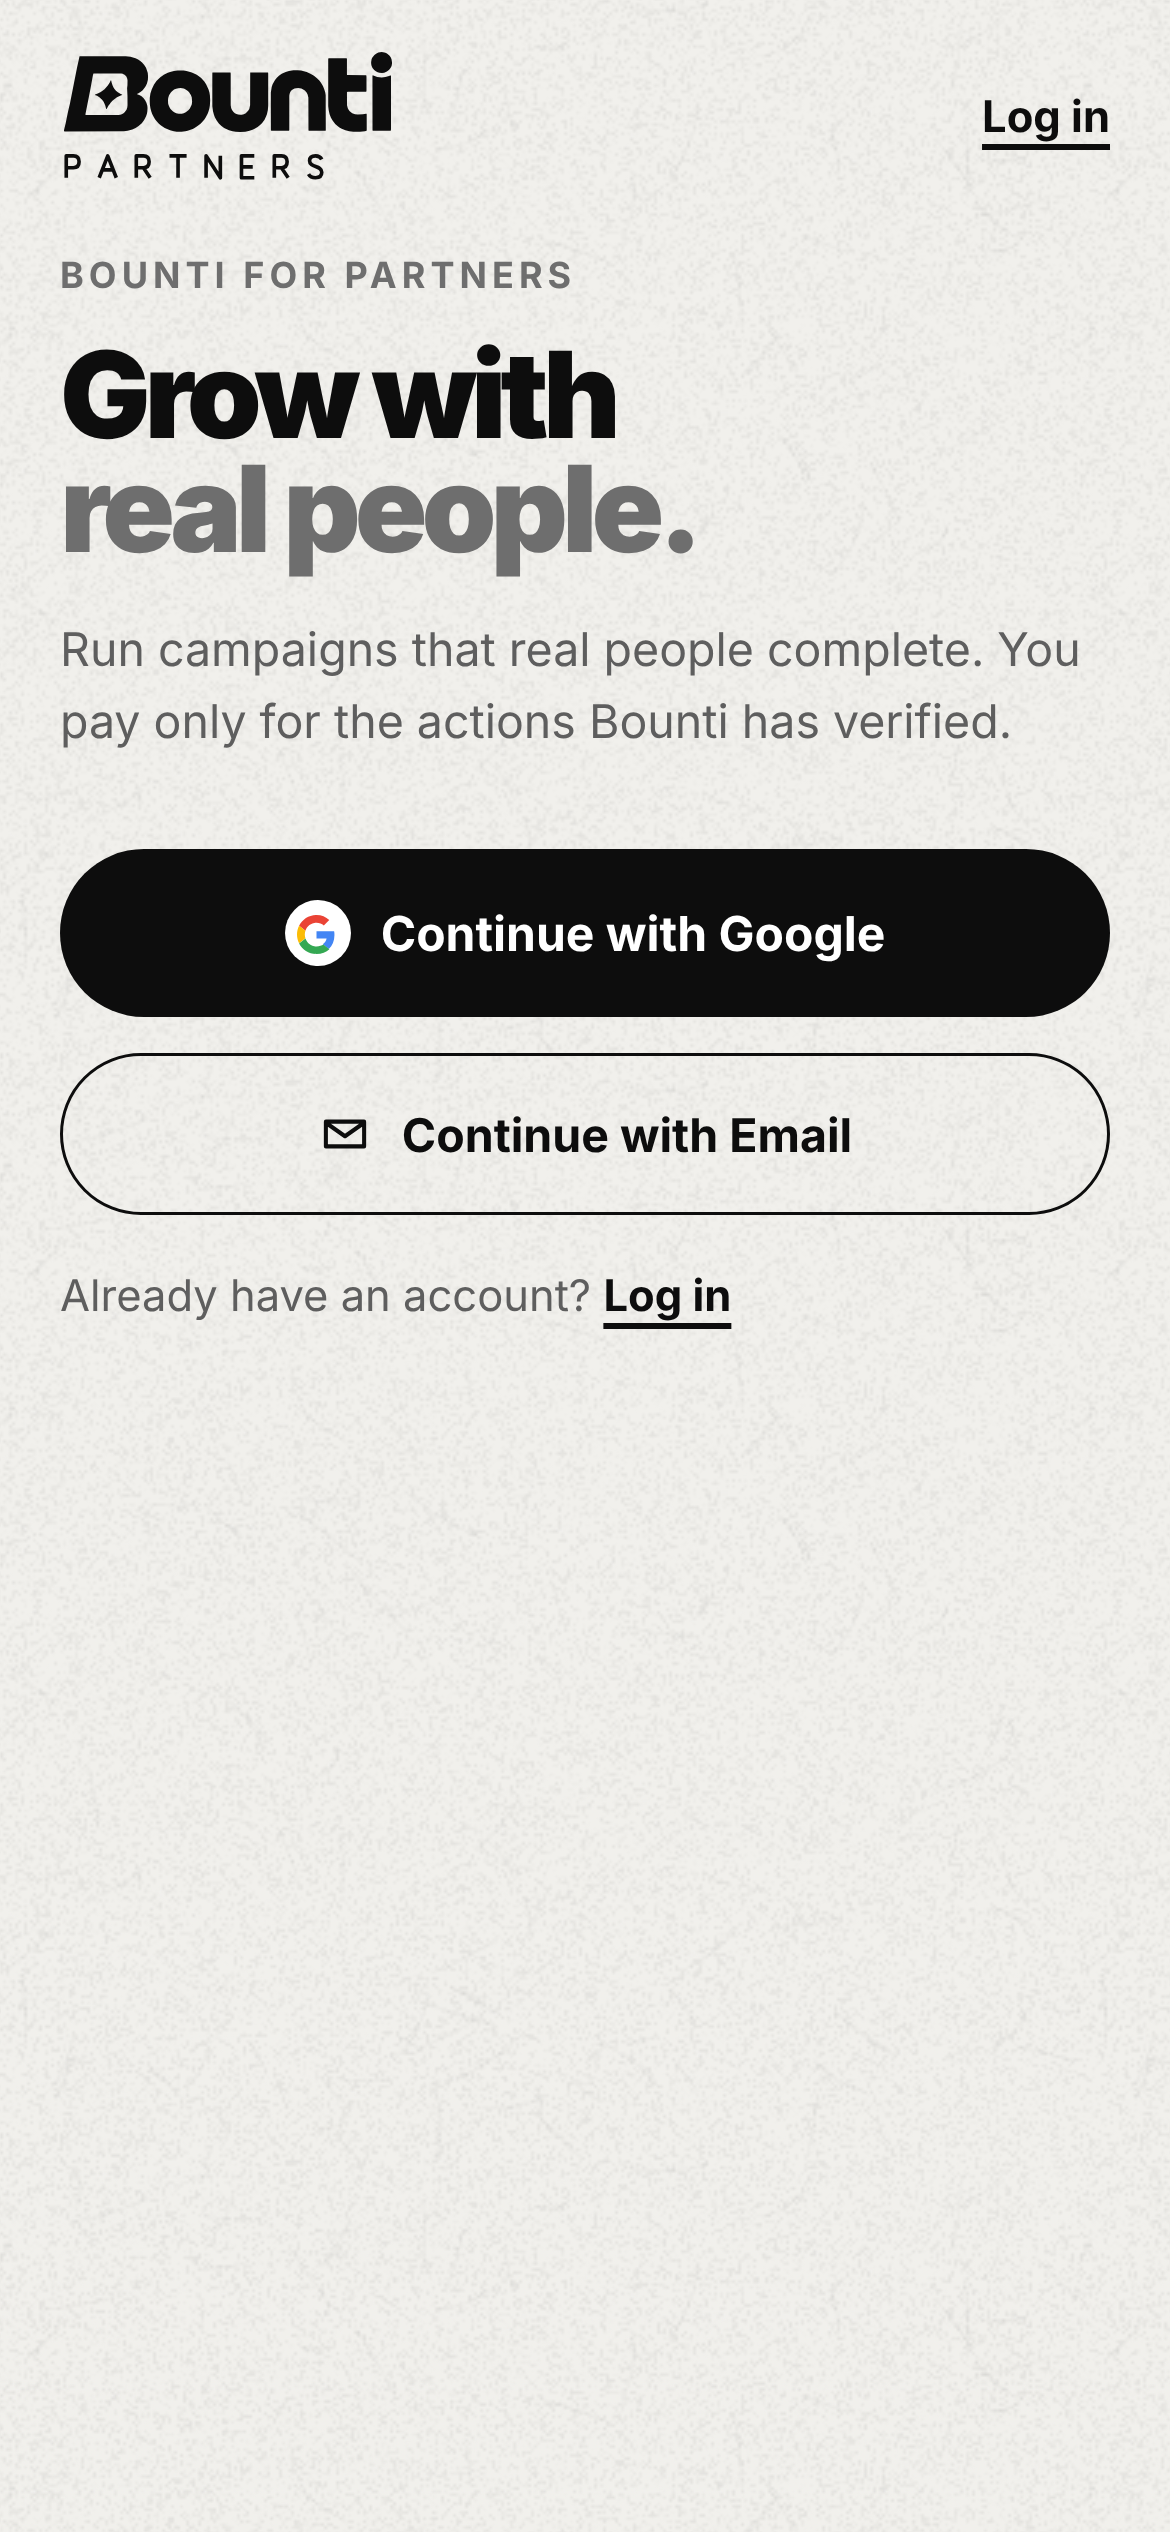 Bounti
PARTNERS
Log in
BOUNTI FOR PARTNERS
Grow with
real people.
Run campaigns that real people complete. You
pay only for the actions Bounti has verified.
Continue with Google
Continue with Email
Already have an account? Log in